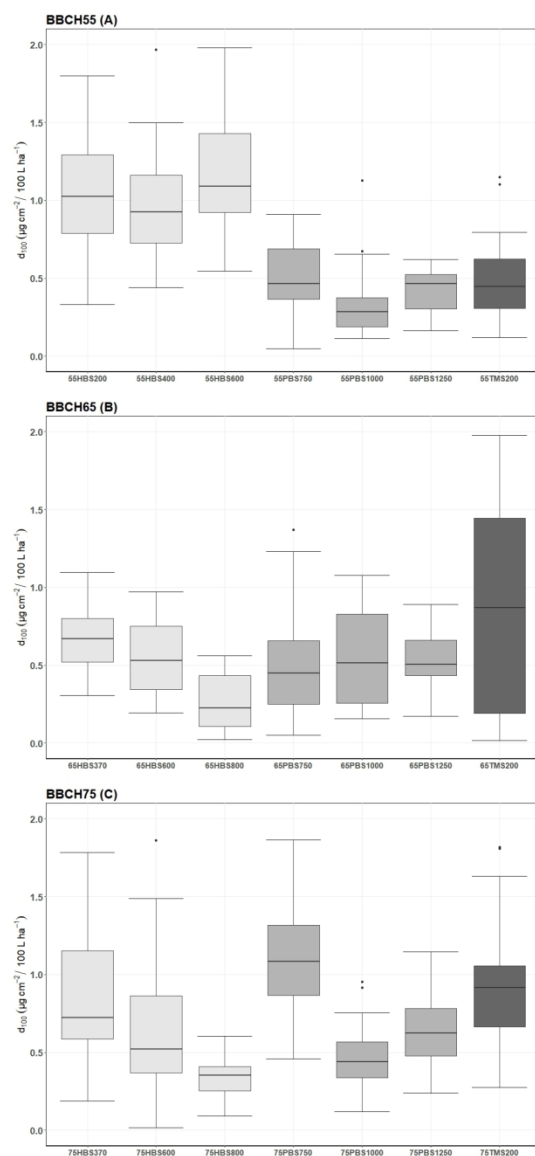 BBCH55 (A)
2.0
1.5
1.0
0.5
0.0
d₁₀₀ (µg cm⁻²/ 100 L ha⁻¹)
55HBS200 55HBS400 55HBS600 55PBS750 55PBS1000 55PBS1250 55TMS200
BBCH65 (B)
2.0
1.5
1.0
0.5
0.0
d₁₀₀ (µg cm⁻²/ 100 L ha⁻¹)
65HBS370 65HBS600 65HBS800 65PBS750 65PBS1000 65PBS1250 65TMS200
BBCH75 (C)
2.0
1.5
1.0
0.5
0.0
d₁₀₀ (µg cm⁻²/ 100 L ha⁻¹)
75HBS370 75HBS600 75HBS800 75PBS750 75PBS1000 75PBS1250 75TMS200